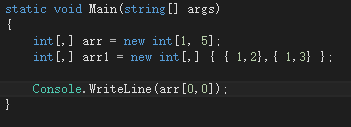 static void Main(string[] args)
{
int[,] arr = new int[1, 5];
int[,] arr1 = new int[,] { { 1,2},{ 1,3} };
Console.WriteLine(arr[0,0]);
}